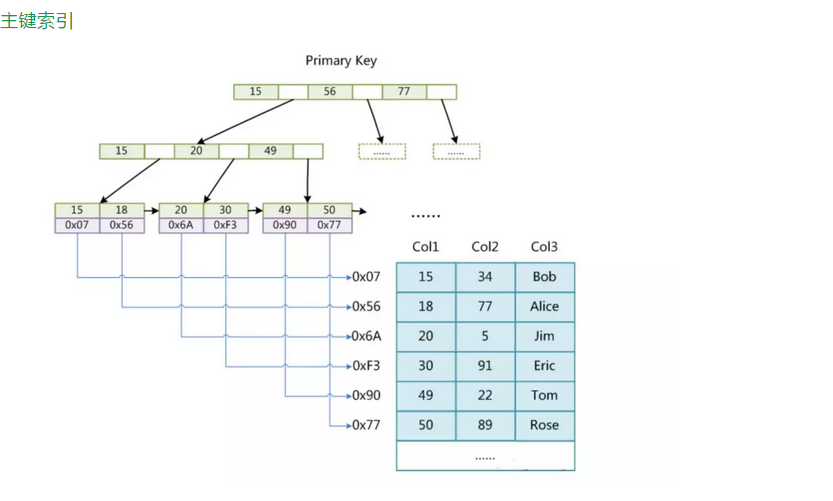 主键索引
Primary Key
15 56 77
15 20 49 ...... ......
15 18 20 30 49 50
0x07 0x56 0x6A 0xF3 0x90 0x77
......
Col1 Col2 Col3
0x07 15 34 Bob
0x56 18 77 Alice
0x6A 20 5 Jim
0xF3 30 91 Eric
0x90 49 22 Tom
0x77 50 89 Rose
......